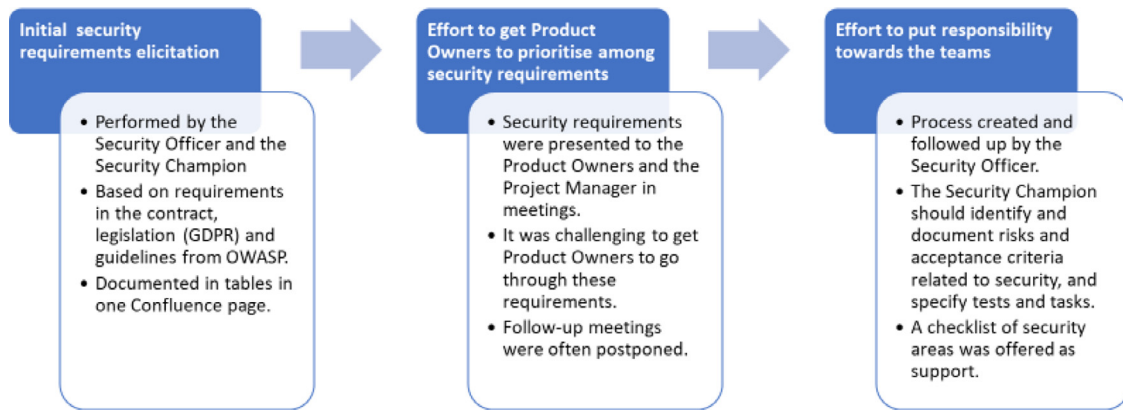 Initial security
requirements elicitation
• Performed by the
Security Officer and the
Security Champion
• Based on requirements
in the contract,
legislation (GDPR) and
guidelines from OWASP.
• Documented in tables in
one Confluence page.
Effort to get Product
Owners to prioritise among
security requirements
• Security requirements
were presented to the
Product Owners and the
Project Manager in
meetings.
• It was challenging to get
Product Owners to go
through these
requirements.
• Follow-up meetings
were often postponed.
Effort to put responsibility
towards the teams
• Process created and
followed up by the
Security Officer.
• The Security Champion
should identify and
document risks and
acceptance criteria
related to security, and
specify tests and tasks.
• A checklist of security
areas was offered as
support.